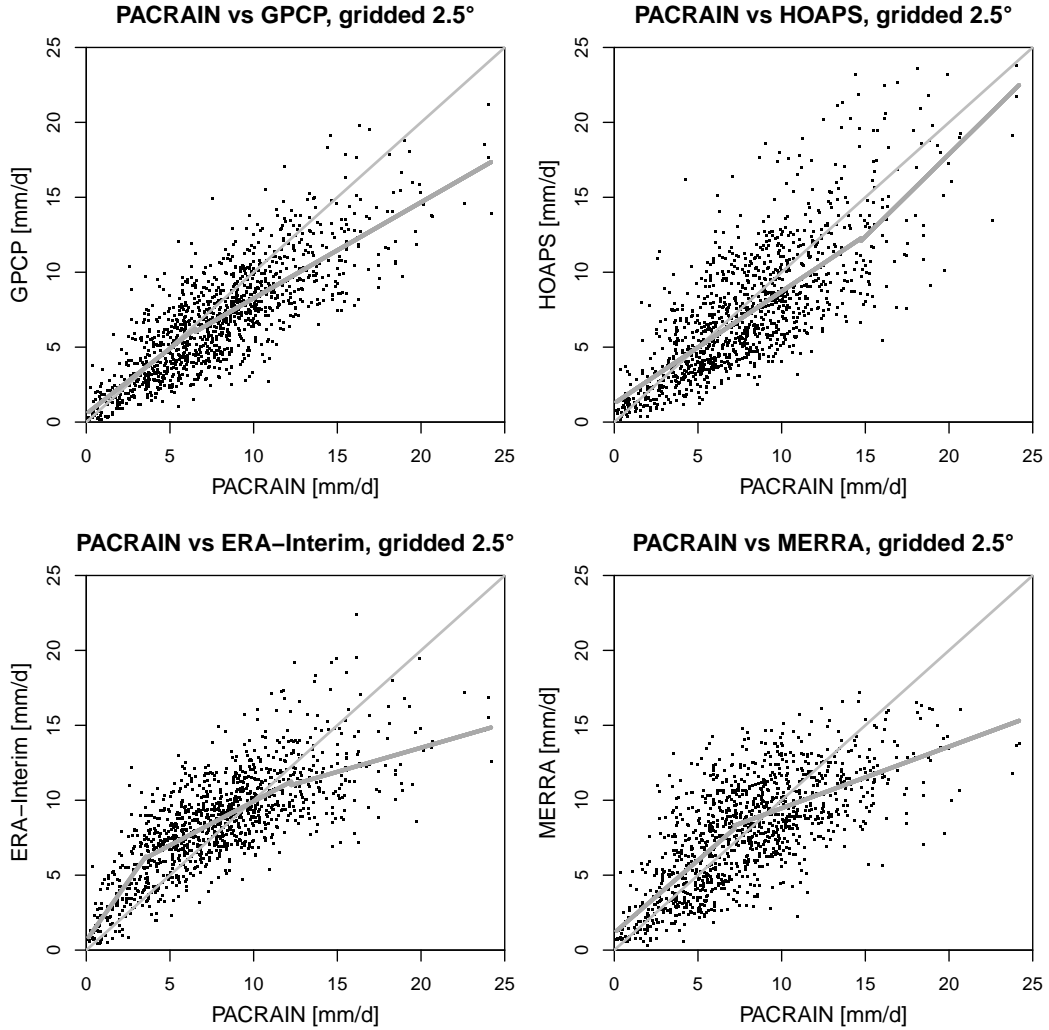 PACRAIN vs GPCP, gridded 2.5°
GPCP [mm/d]
0 5 10 15 20 25
0 5 10 15 20 25
PACRAIN [mm/d]
PACRAIN vs HOAPS, gridded 2.5°
HOAPS [mm/d]
0 5 10 15 20 25
0 5 10 15 20 25
PACRAIN [mm/d]
PACRAIN vs ERA−Interim, gridded 2.5°
ERA−Interim [mm/d]
0 5 10 15 20 25
0 5 10 15 20 25
PACRAIN [mm/d]
PACRAIN vs MERRA, gridded 2.5°
MERRA [mm/d]
0 5 10 15 20 25
0 5 10 15 20 25
PACRAIN [mm/d]